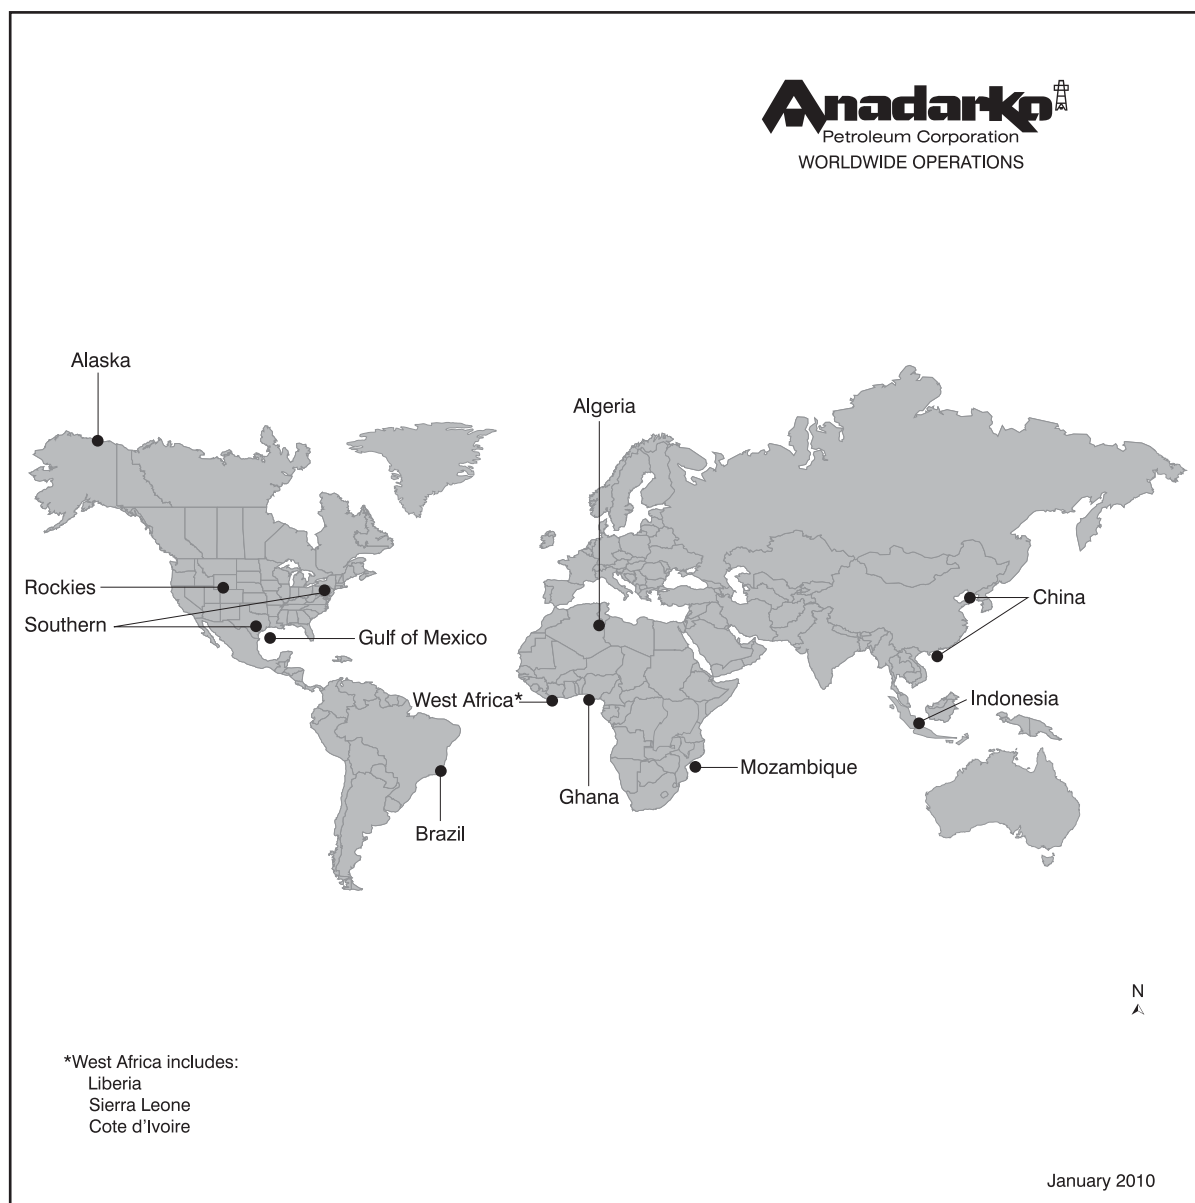 Anadarko
Petroleum Corporation
WORLDWIDE OPERATIONS
Alaska
Algeria
Rockies
Southern
Gulf of Mexico
China
West Africa*
Indonesia
Mozambique
Ghana
Brazil
N
*West Africa includes:
Liberia
Sierra Leone
Cote d'Ivoire
January 2010